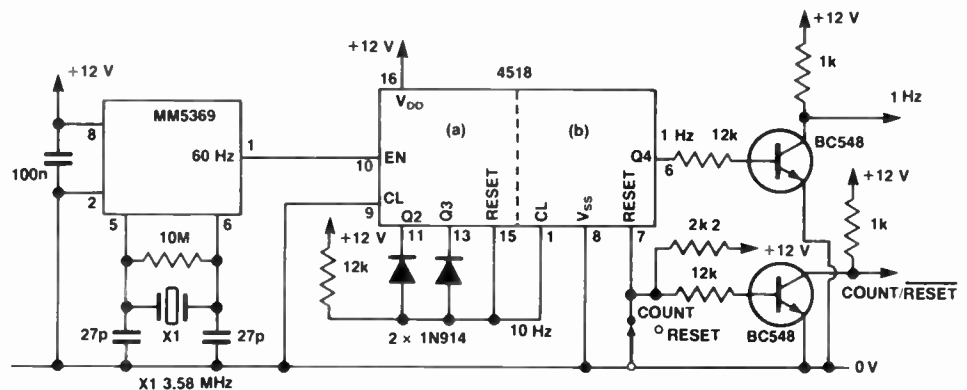 +12 V
MM5369
8
100n
2
60 Hz
1
5
6
10M
X1
27p
27p
X1 3.58 MHz
+12 V
4518
16
V_DD
(a)
(b)
10
EN
9
CL
Q2
Q3
RESET
CL
V_SS
RESET
Q4
11
13
15
1
8
7
6
+12 V
12k
2 × 1N914
10 Hz
1 Hz
12k
+12 V
1k
1 Hz
BC548
+12 V
1k
2k 2
+12 V
12k
COUNT
RESET
BC548
COUNT/RESET
0 V